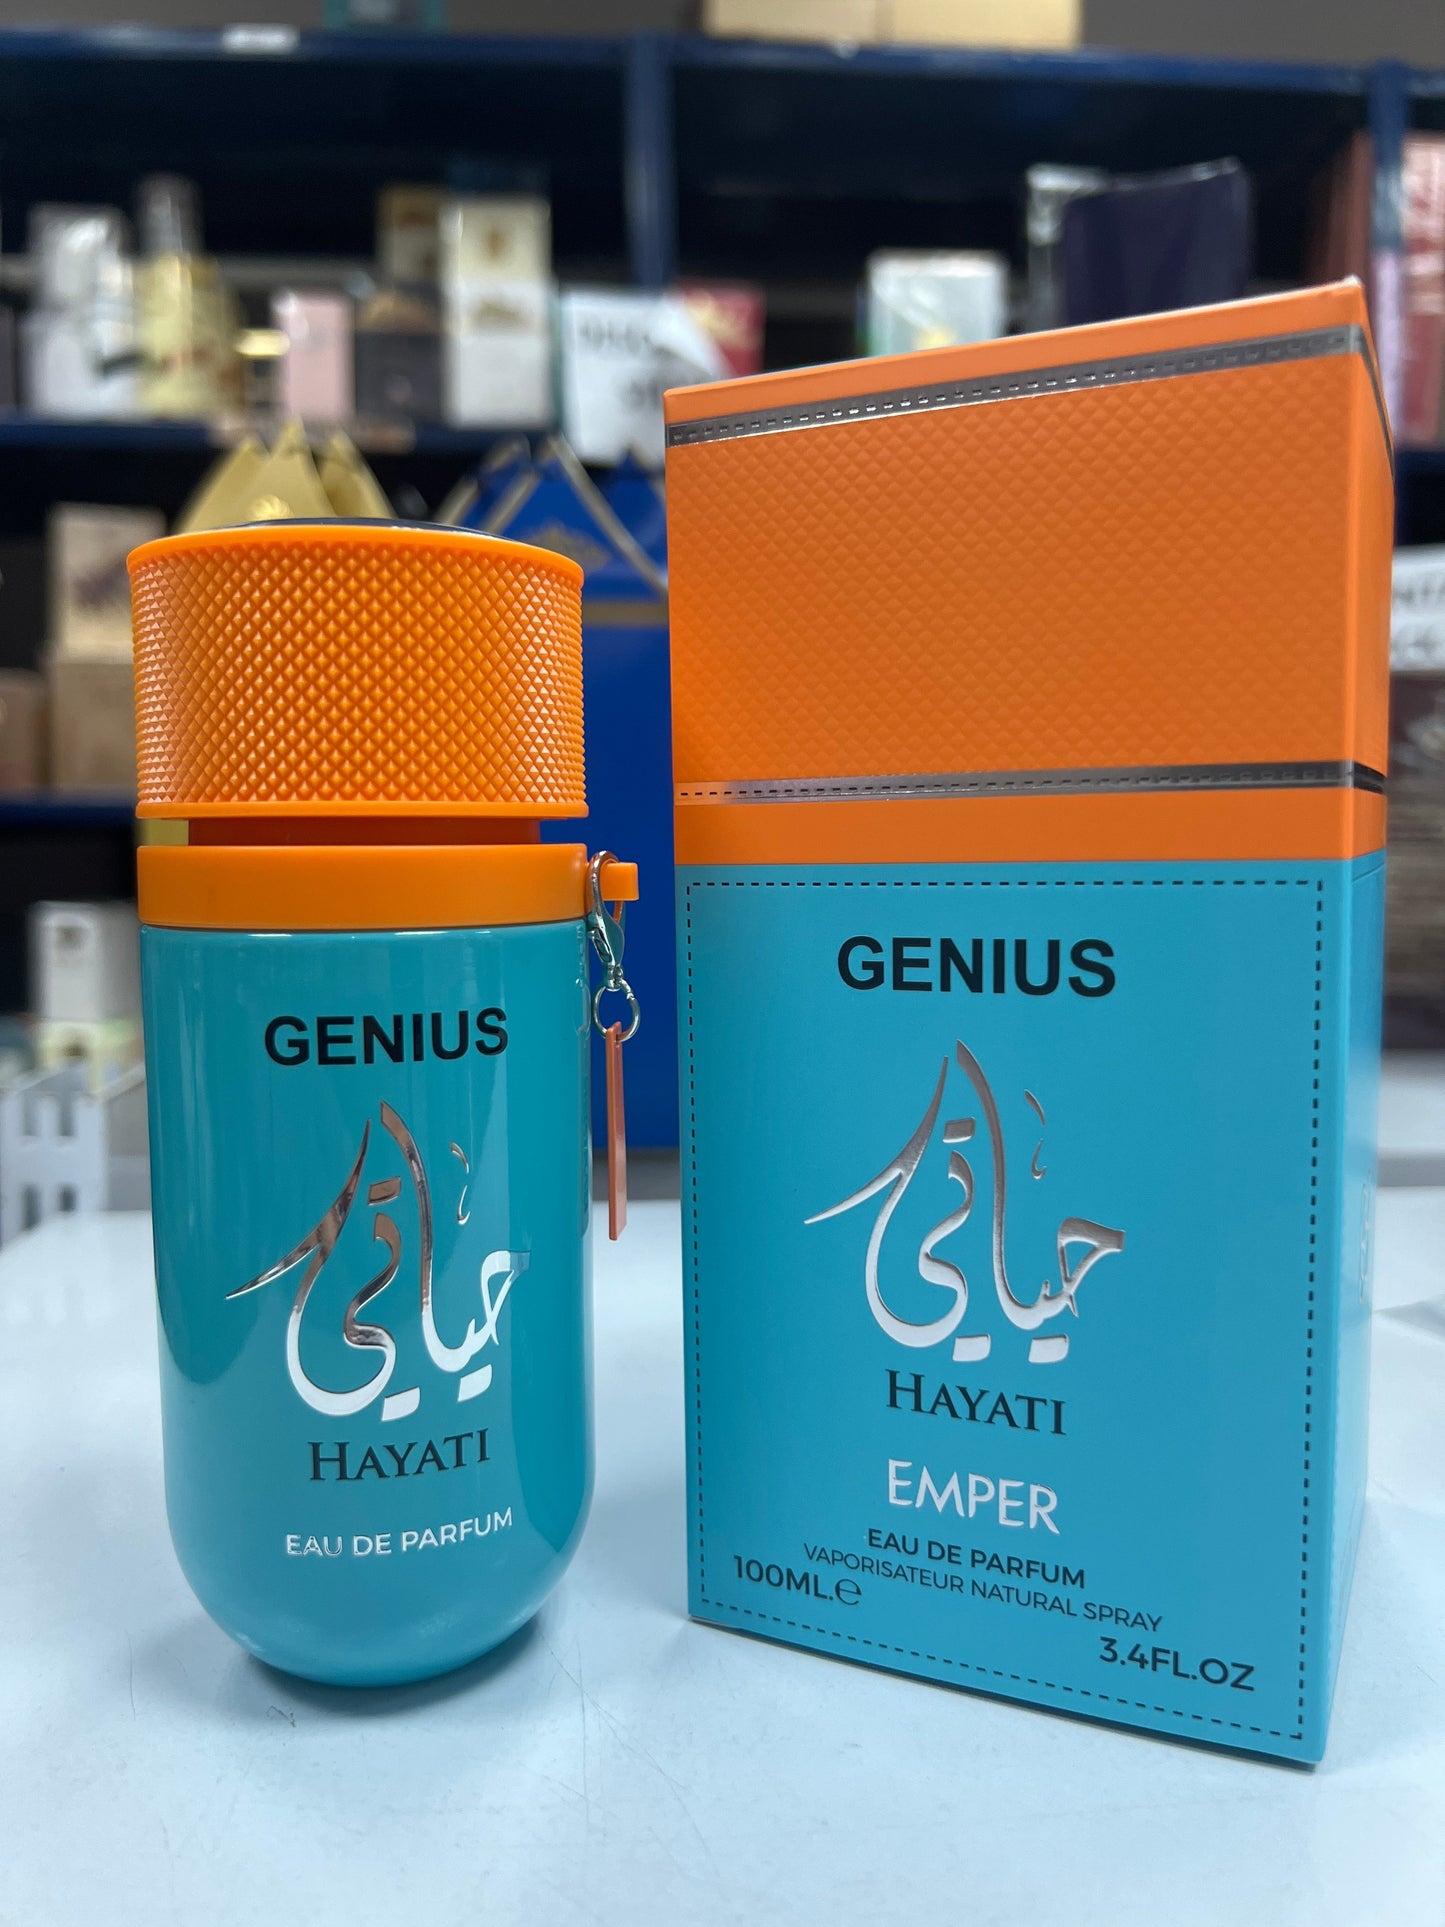 GENIUS
حياتي
HAYATI
EAU DE PARFUM
GENIUS
حياتي
HAYATI
EMPER
EAU DE PARFUM
VAPORISATEUR NATURAL SPRAY
100ML.℮
3.4FL.OZ